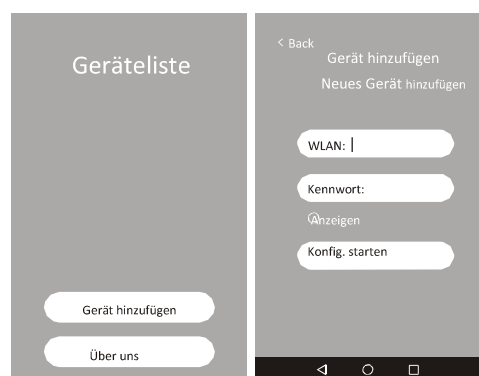 Geräteliste
Gerät hinzufügen
Über uns
< Back
Gerät hinzufügen
Neues Gerät hinzufügen
WLAN:
Kennwort:
Anzeigen
Konfig. starten